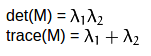 det(M) = λ₁λ₂
trace(M) = λ₁ + λ₂